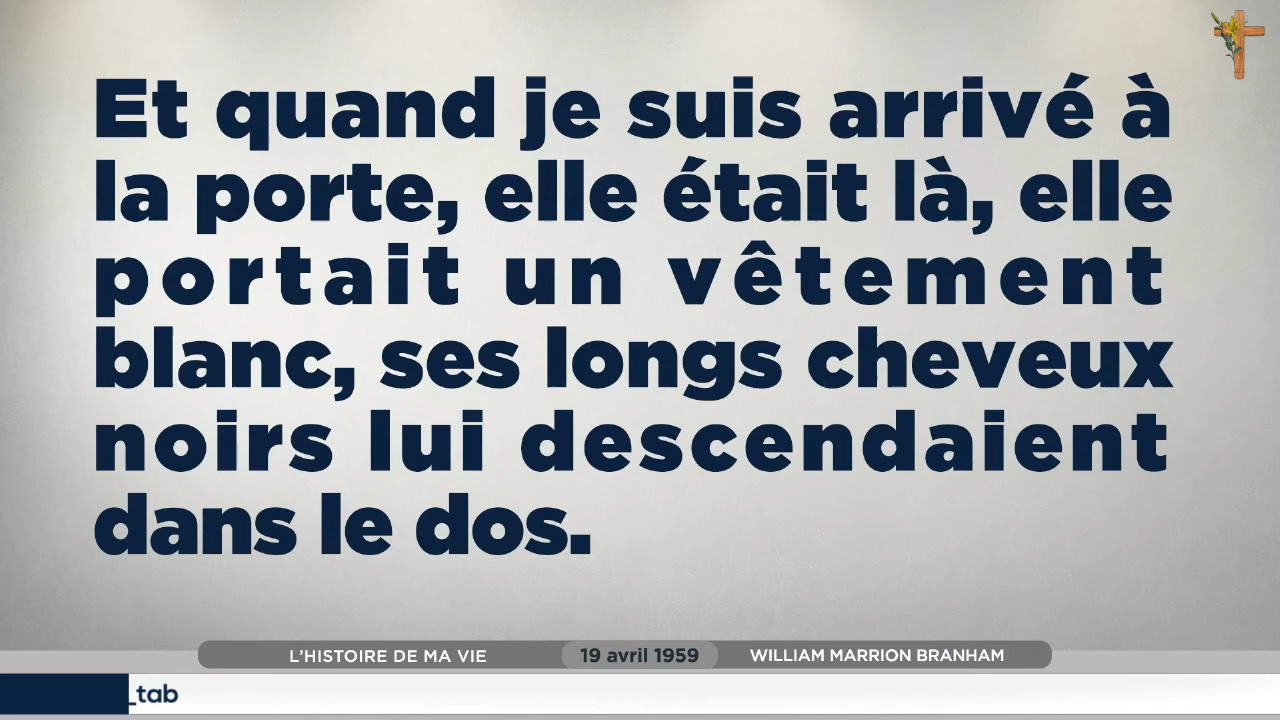 Et quand je suis arrivé à
la porte, elle était là, elle
portait un vêtement
blanc, ses longs cheveux
noirs lui descendaient
dans le dos.
L'HISTOIRE DE MA VIE 19 avril 1959 WILLIAM MARRION BRANHAM
_tab